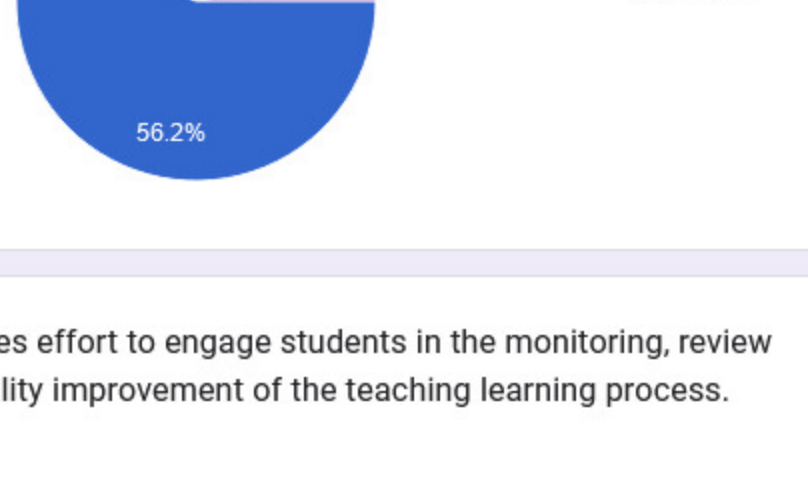 56.2%
es effort to engage students in the monitoring, review
lity improvement of the teaching learning process.